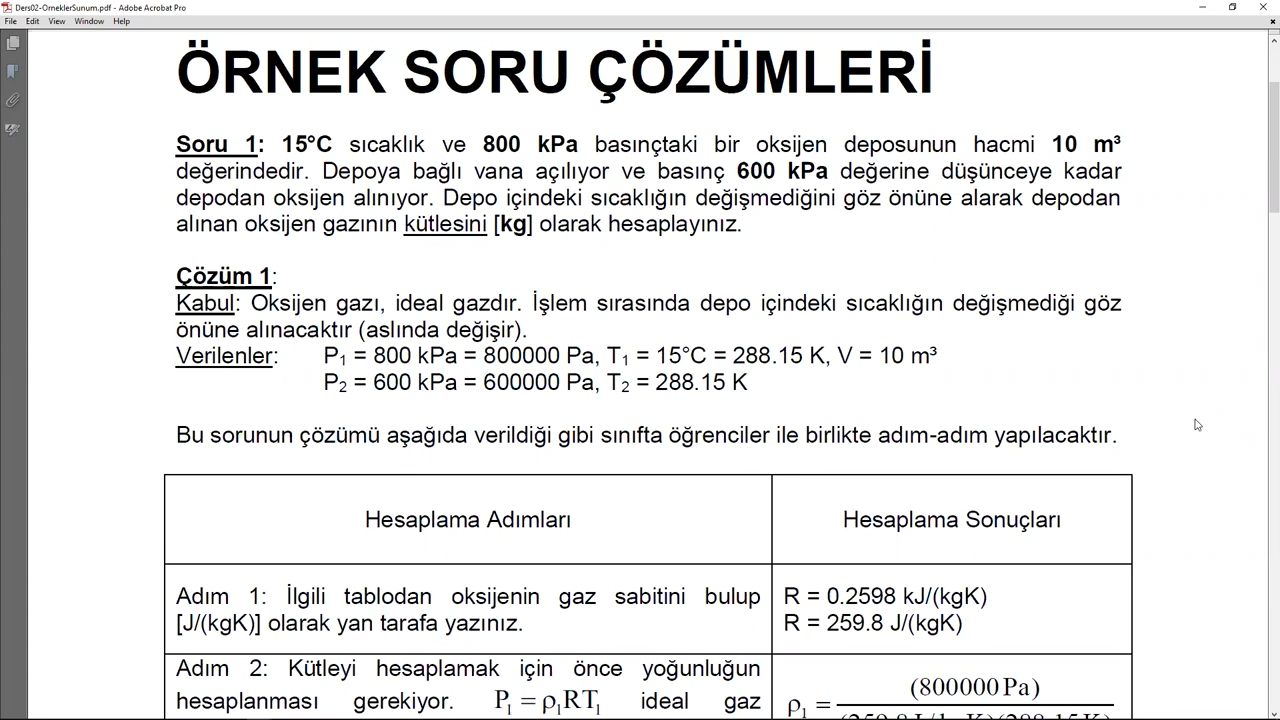 Ders02-OrneklerSunum.pdf - Adobe Acrobat Pro
File Edit View Window Help
ÖRNEK SORU ÇÖZÜMLERİ
Soru 1: 15°C sıcaklık ve 800 kPa basınçtaki bir oksijen deposunun hacmi 10 m³
değerindedir. Depoya bağlı vana açılıyor ve basınç 600 kPa değerine düşünceye kadar
depodan oksijen alınıyor. Depo içindeki sıcaklığın değişmediğini göz önüne alarak depodan
alınan oksijen gazının kütlesini [kg] olarak hesaplayınız.
Çözüm 1:
Kabul: Oksijen gazı, ideal gazdır. İşlem sırasında depo içindeki sıcaklığın değişmediği göz
önüne alınacaktır (aslında değişir).
Verilenler: P₁ = 800 kPa = 800000 Pa, T₁ = 15°C = 288.15 K, V = 10 m³
P₂ = 600 kPa = 600000 Pa, T₂ = 288.15 K
Bu sorunun çözümü aşağıda verildiği gibi sınıfta öğrenciler ile birlikte adım-adım yapılacaktır.
Hesaplama Adımları
Hesaplama Sonuçları
Adım 1: İlgili tablodan oksijenin gaz sabitini bulup
[J/(kgK)] olarak yan tarafa yazınız.
R = 0.2598 kJ/(kgK)
R = 259.8 J/(kgK)
Adım 2: Kütleyi hesaplamak için önce yoğunluğun
hesaplanması gerekiyor. P₁ = ρ₁RT₁ ideal gaz
(800000 Pa)
ρ₁ =